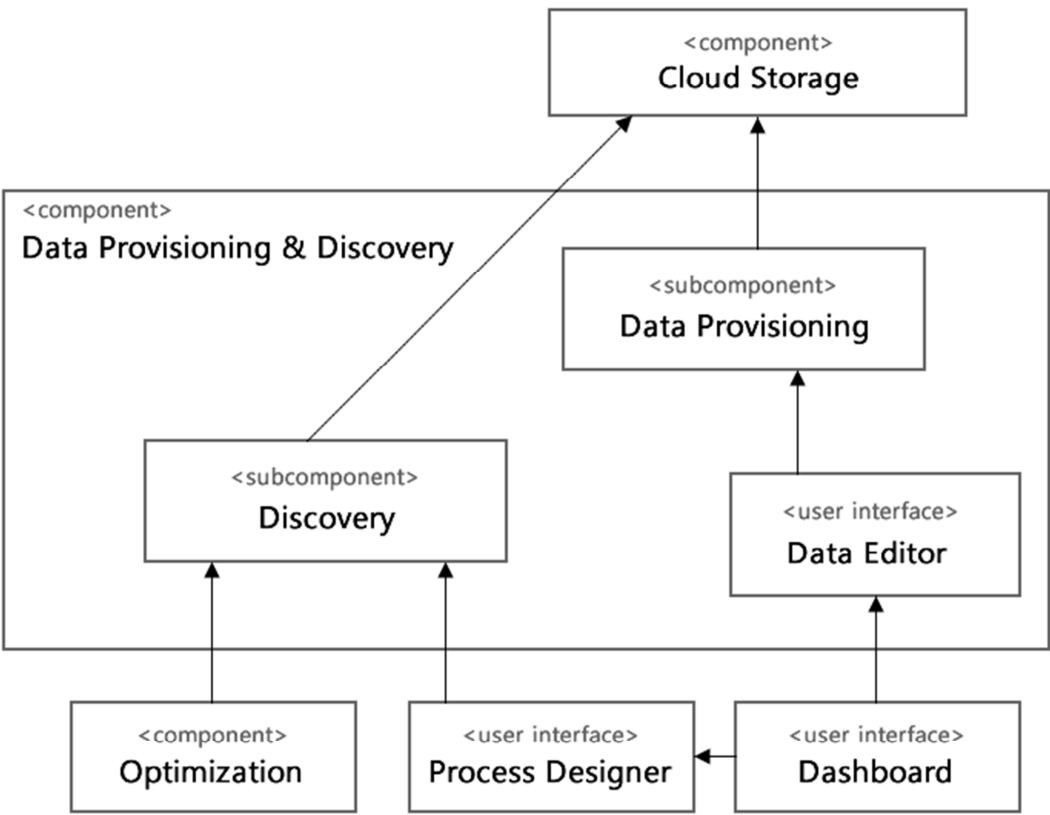 <component>
Cloud Storage
<component>
Data Provisioning & Discovery
<subcomponent>
Data Provisioning
<subcomponent>
Discovery
<user interface>
Data Editor
<component>
Optimization
<user interface>
Process Designer
<user interface>
Dashboard